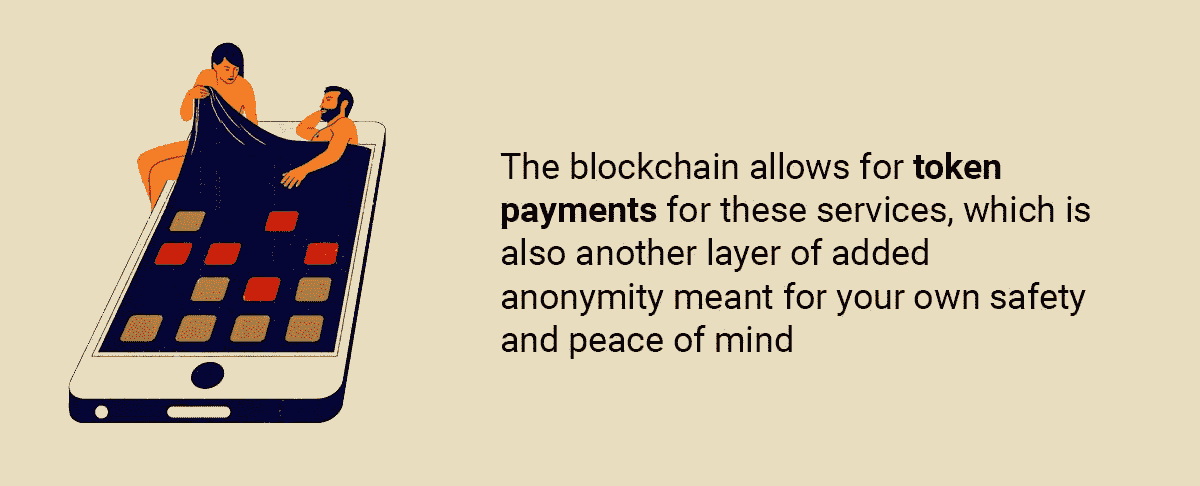 The blockchain allows for token
payments for these services, which is
also another layer of added
anonymity meant for your own safety
and peace of mind